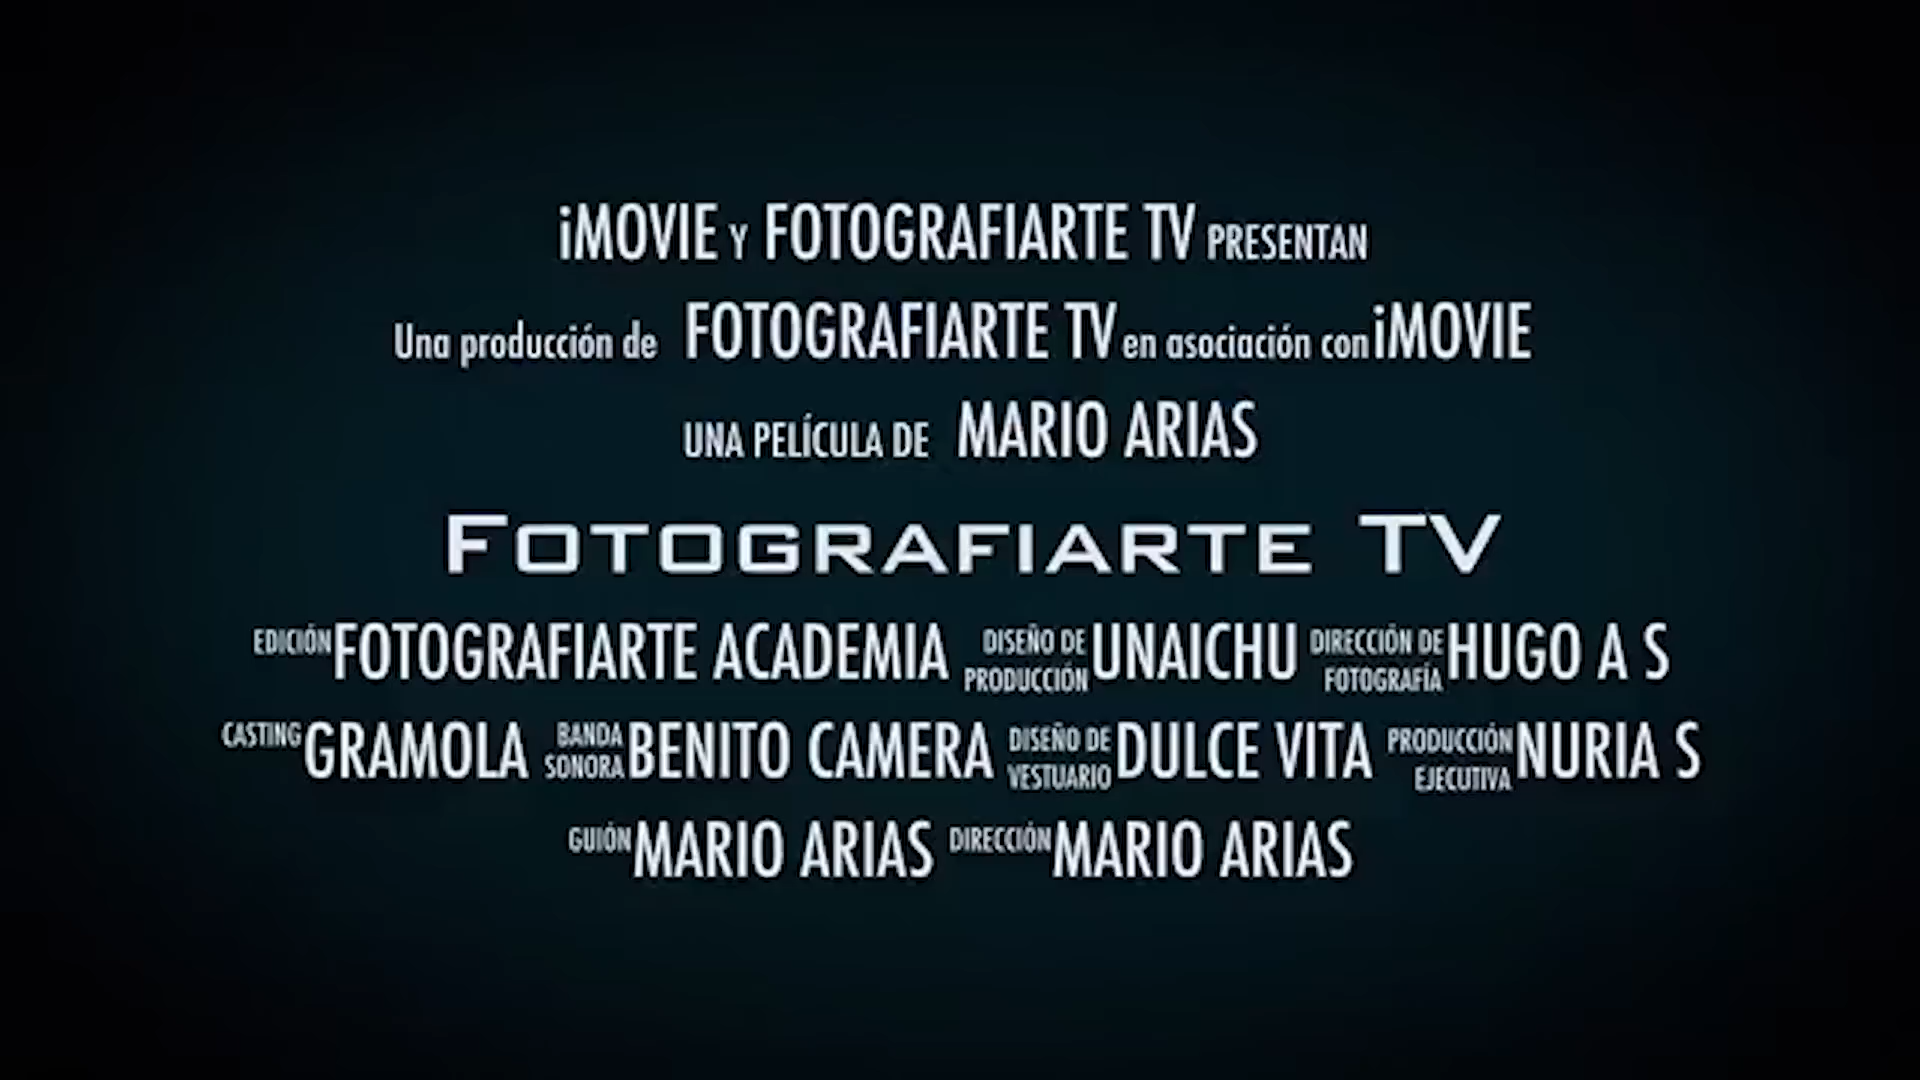 iMOVIE Y FOTOGRAFIARTE TV PRESENTAN
Una producción de FOTOGRAFIARTE TV en asociación con iMOVIE
UNA PELÍCULA DE MARIO ARIAS
FOTOGRAFIARTE TV
EDICIÓN FOTOGRAFIARTE ACADEMIA DISEÑO DE PRODUCCIÓN UNAICHU DIRECCIÓN DE FOTOGRAFÍA HUGO A S
CASTING GRAMOLA BANDA SONORA BENITO CAMERA DISEÑO DE VESTUARIO DULCE VITA PRODUCCIÓN EJECUTIVA NURIA S
GUIÓN MARIO ARIAS DIRECCIÓN MARIO ARIAS